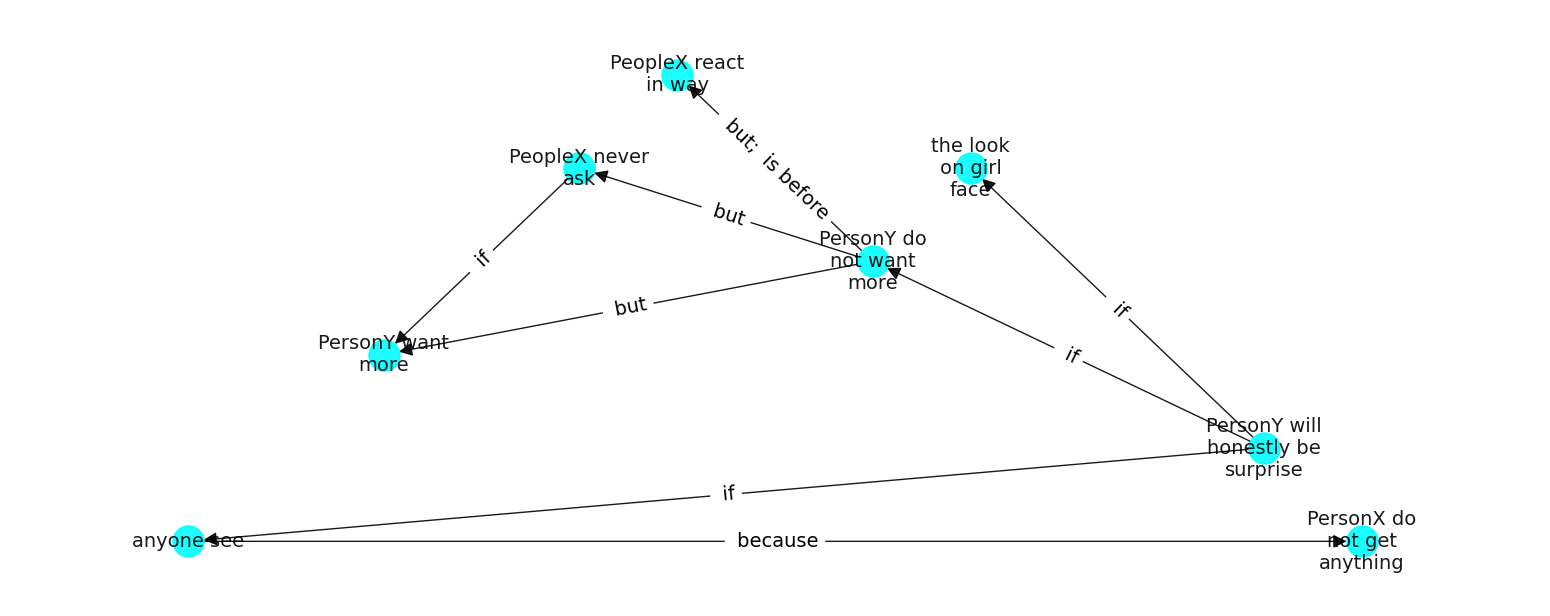 PeopleX react
in way
but;  is before
the look
on girl
face
PeopleX never
ask
but
PersonY do
not want
more
if
but
if
PersonY want
more
if
PersonY will
honestly be
surprise
if
anyone see
because
PersonX do
not get
anything